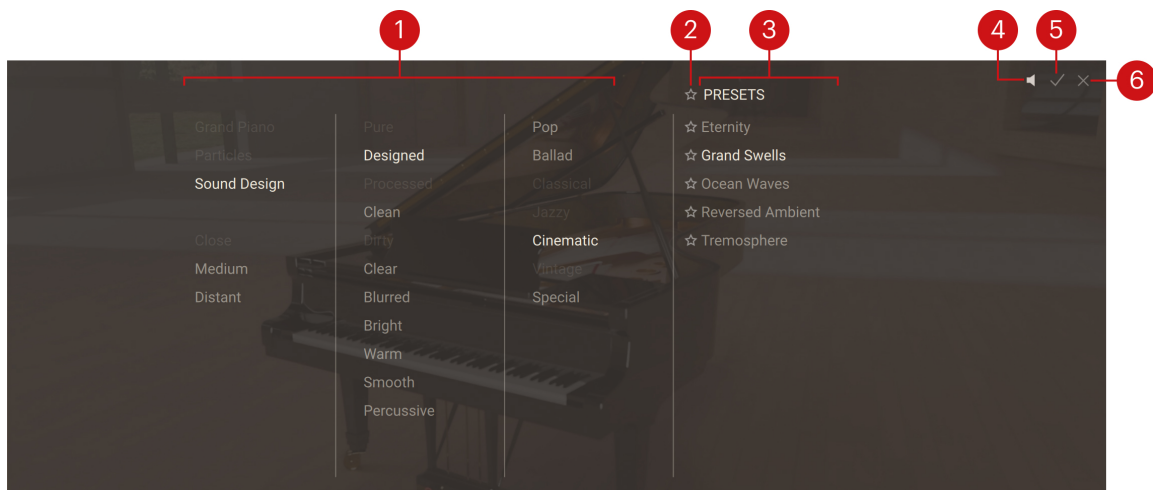 1
2
3
4
5
6
PRESETS
Grand Piano
Particles
Sound Design
Close
Medium
Distant
Pure
Designed
Processed
Clean
Dirty
Clear
Blurred
Bright
Warm
Smooth
Percussive
Pop
Ballad
Classical
Jazzy
Cinematic
Vintage
Special
Eternity
Grand Swells
Ocean Waves
Reversed Ambient
Tremosphere